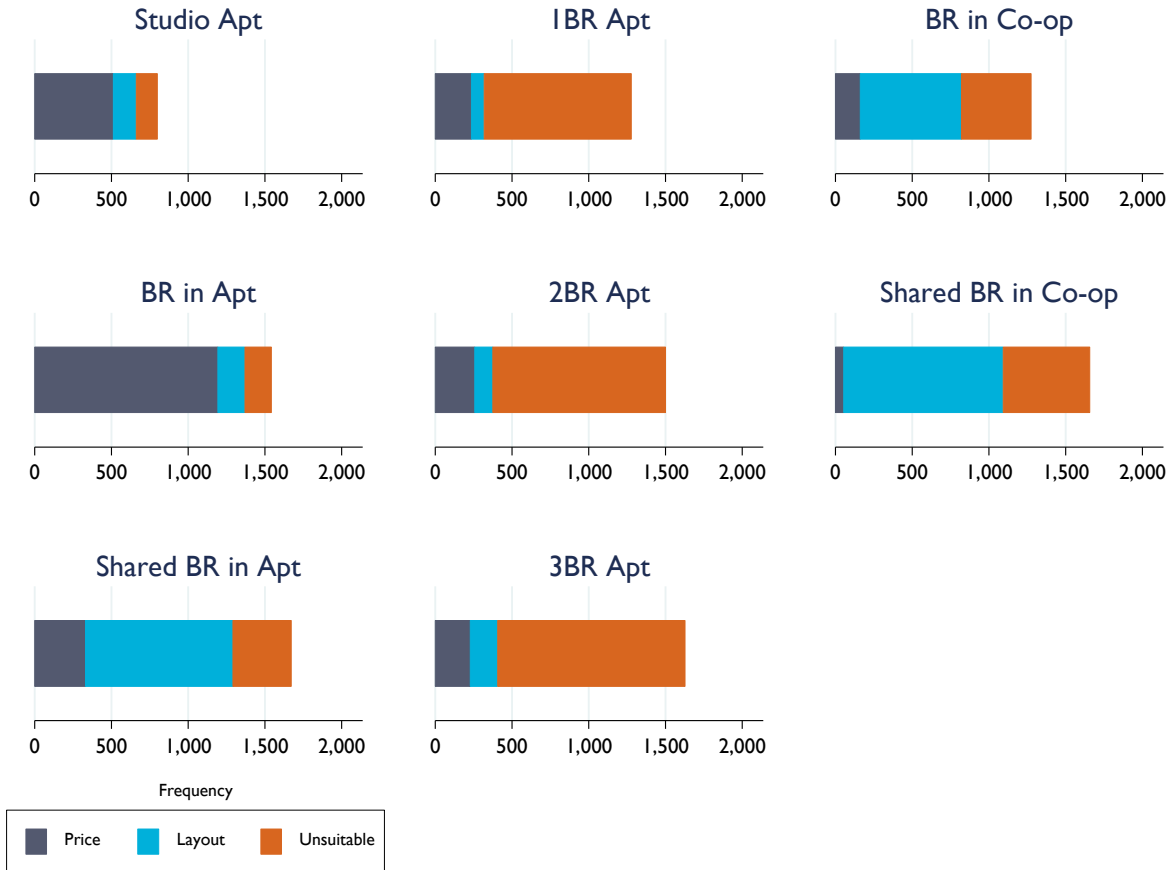 Studio Apt
1BR Apt
BR in Co-op
0 500 1,000 1,500 2,000
0 500 1,000 1,500 2,000
0 500 1,000 1,500 2,000
BR in Apt
2BR Apt
Shared BR in Co-op
0 500 1,000 1,500 2,000
0 500 1,000 1,500 2,000
0 500 1,000 1,500 2,000
Shared BR in Apt
3BR Apt
0 500 1,000 1,500 2,000
0 500 1,000 1,500 2,000
Frequency
Price Layout Unsuitable